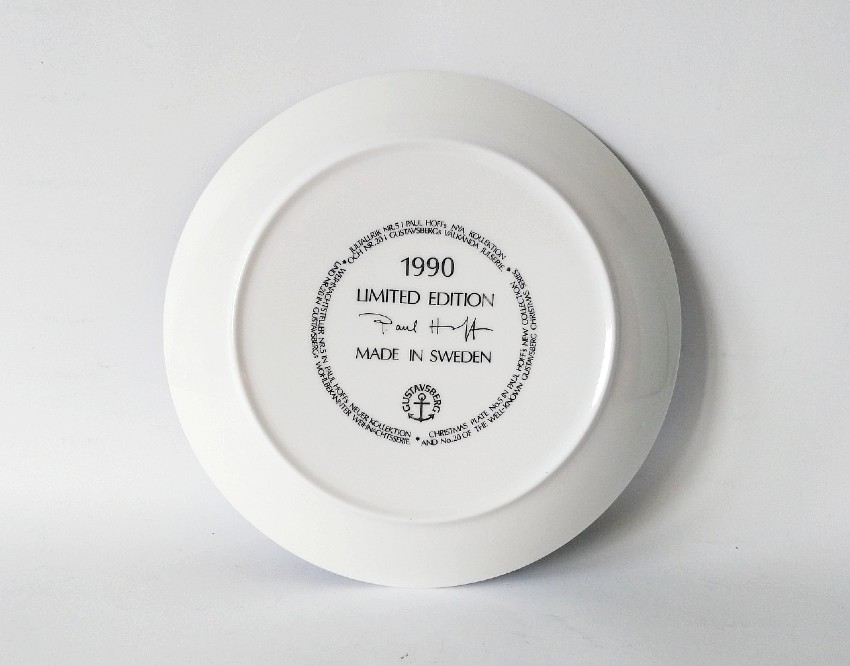 JULTALLRIK NR.5 I PAUL HOFFs NYA KOLLEKTION
OCH NR.20 I GUSTAVSBERGs VÄLKÄNDA JULSERIE •
CHRISTMAS PLATE No.5 IN PAUL HOFFs NEW COLLECTION
AND No.20 OF THE WELL-KNOWN GUSTAVSBERG CHRISTMAS SERIES •
WEIHNACHTSTELLER NR.5 IN PAUL HOFFs NEUER KOLLEKTION
UND NR.20 IN GUSTAVSBERGs WOHLBEKANNTER WEIHNACHTSSERIE •
1990
LIMITED EDITION
Paul Hoff
MADE IN SWEDEN
GUSTAVSBERG